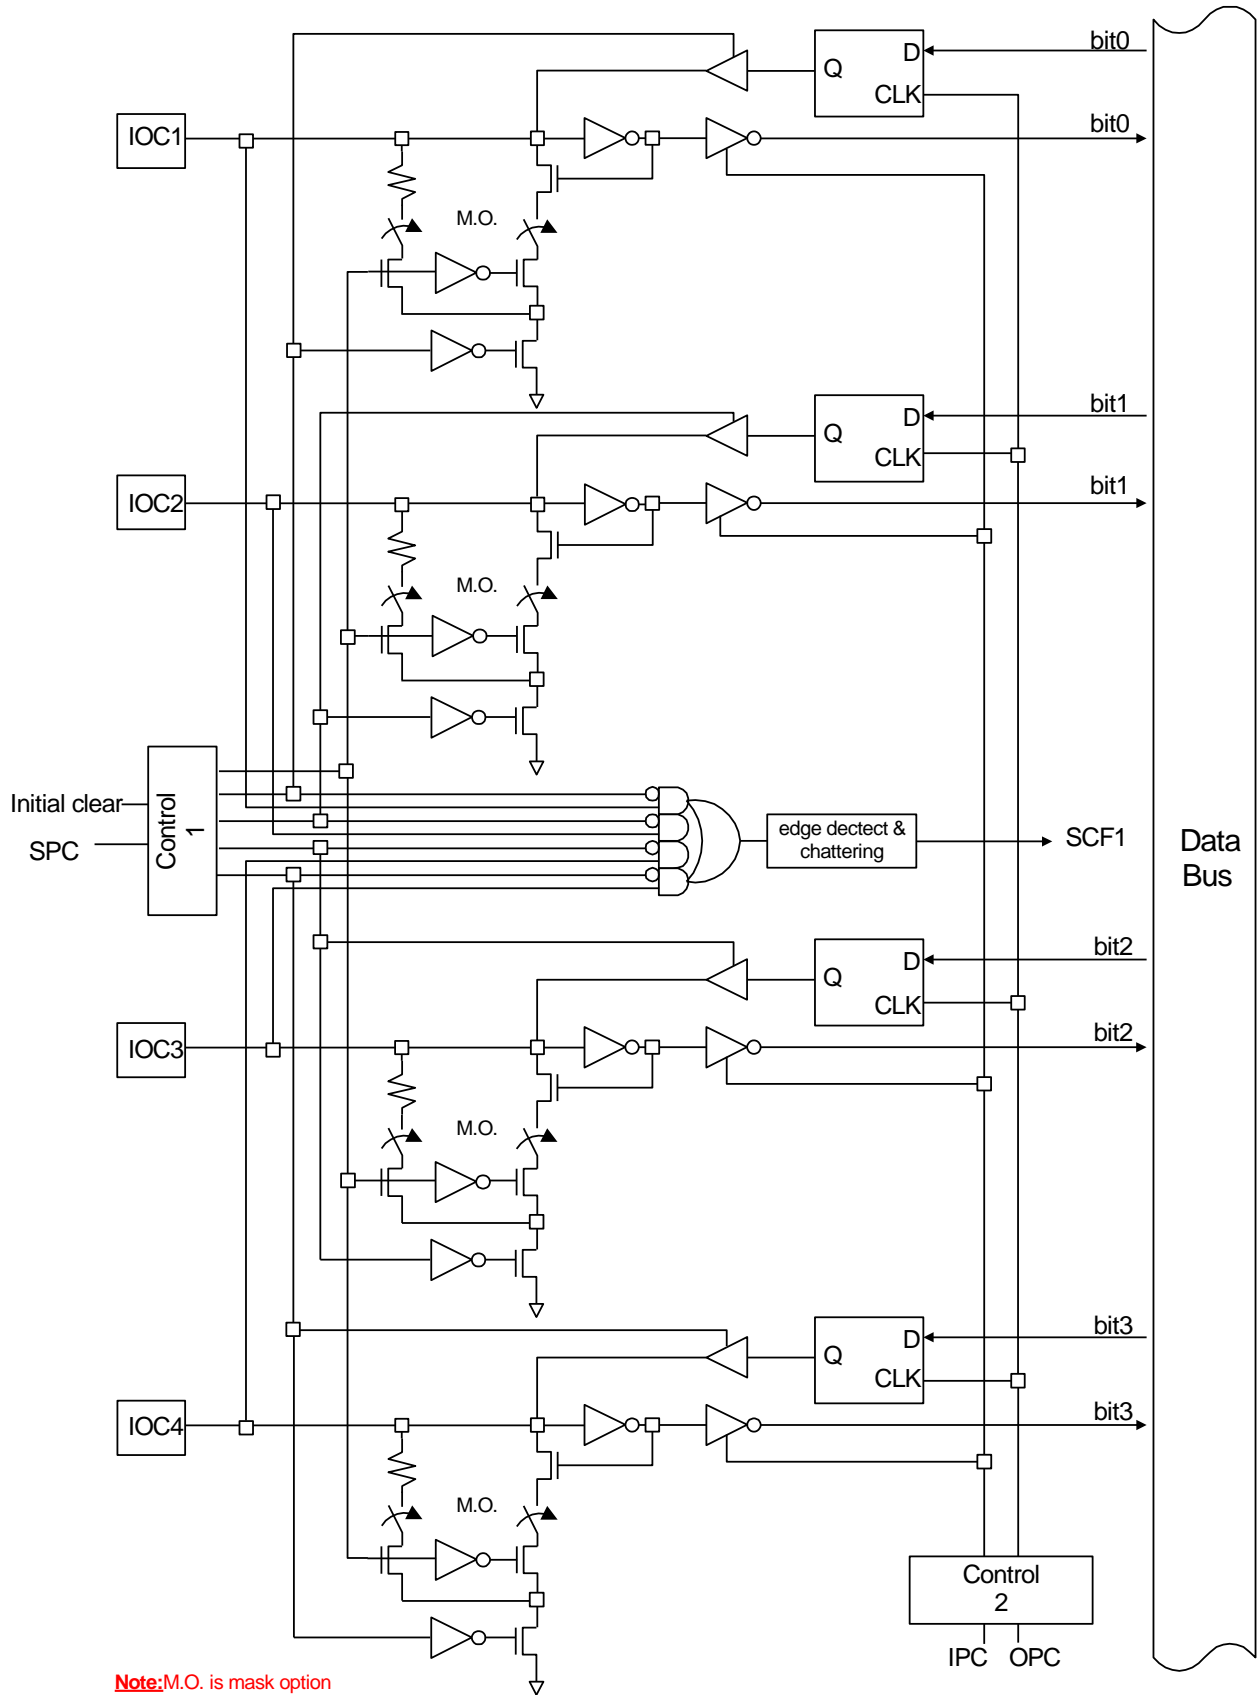 bit0
D
Q
CLK
IOC1
bit0
M.O.
bit1
D
Q
CLK
IOC2
bit1
M.O.
Initial clear
SPC
Control
1
edge dectect &
chattering
SCF1
Data
Bus
bit2
D
Q
CLK
IOC3
bit2
M.O.
bit3
D
Q
CLK
IOC4
bit3
M.O.
Control
2
IPC OPC
Note:M.O. is mask option